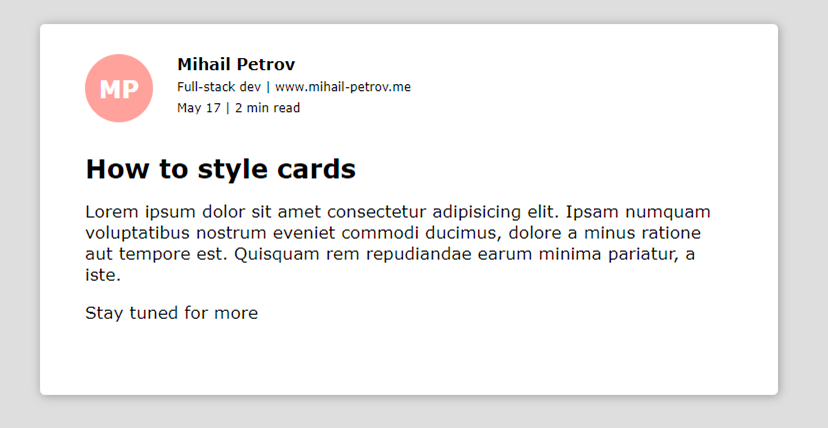 MP
Mihail Petrov
Full-stack dev | www.mihail-petrov.me
May 17 | 2 min read
How to style cards
Lorem ipsum dolor sit amet consectetur adipisicing elit. Ipsam numquam
voluptatibus nostrum eveniet commodi ducimus, dolore a minus ratione
aut tempore est. Quisquam rem repudiandae earum minima pariatur, a
iste.
Stay tuned for more